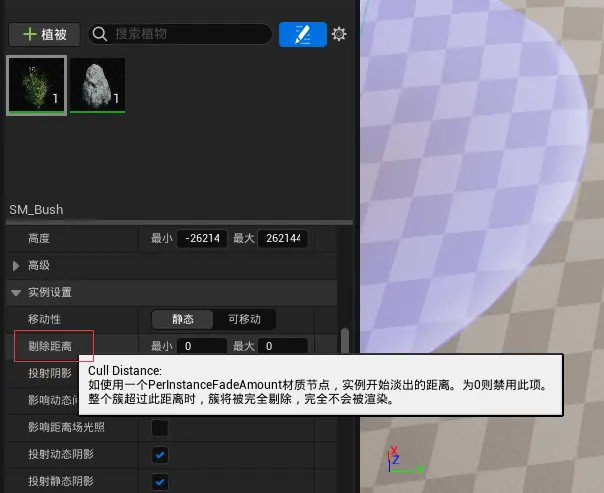 + 植被 搜索植物
1 1
SM_Bush
高度 最小 -26214 最大 262144
高级
实例设置
移动性 静态 可移动
剔除距离 最小 0 最大 0
投射阴影
Cull Distance:
如使用一个PerInstanceFadeAmount材质节点，实例开始淡出的距离。为0则禁用此项。
整个簇超过此距离时，簇将被完全剔除，完全不会被渲染。
影响动态间
影响距离场光照
投射动态阴影
投射静态阴影
X
Z
Y